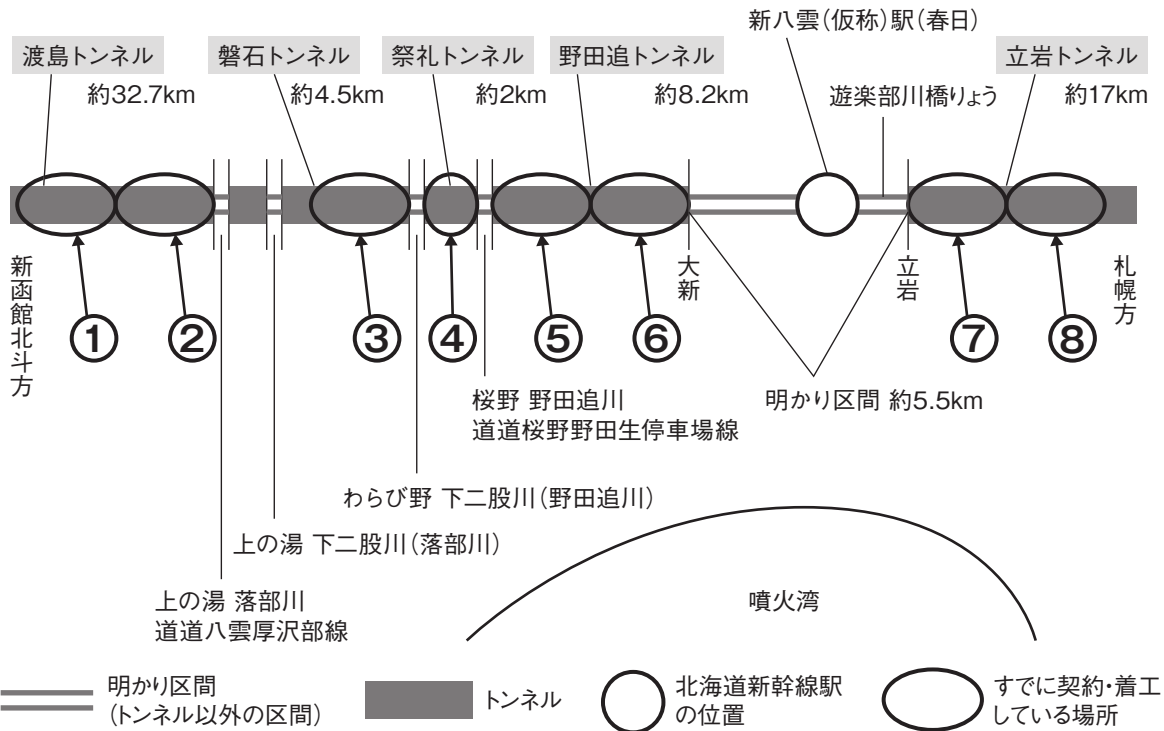 新八雲(仮称)駅(春日)
渡島トンネル
磐石トンネル
祭礼トンネル
野田追トンネル
立岩トンネル
約32.7km
約4.5km
約2km
約8.2km
遊楽部川橋りょう
約17km
新函館北斗方
大新
立岩
札幌方
①
②
③
④
⑤
⑥
⑦
⑧
桜野 野田追川
道道桜野野田生停車場線
明かり区間 約5.5km
わらび野 下二股川(野田追川)
上の湯 下二股川(落部川)
上の湯 落部川
道道八雲厚沢部線
噴火湾
明かり区間
(トンネル以外の区間)
トンネル
北海道新幹線駅
の位置
すでに契約・着工
している場所